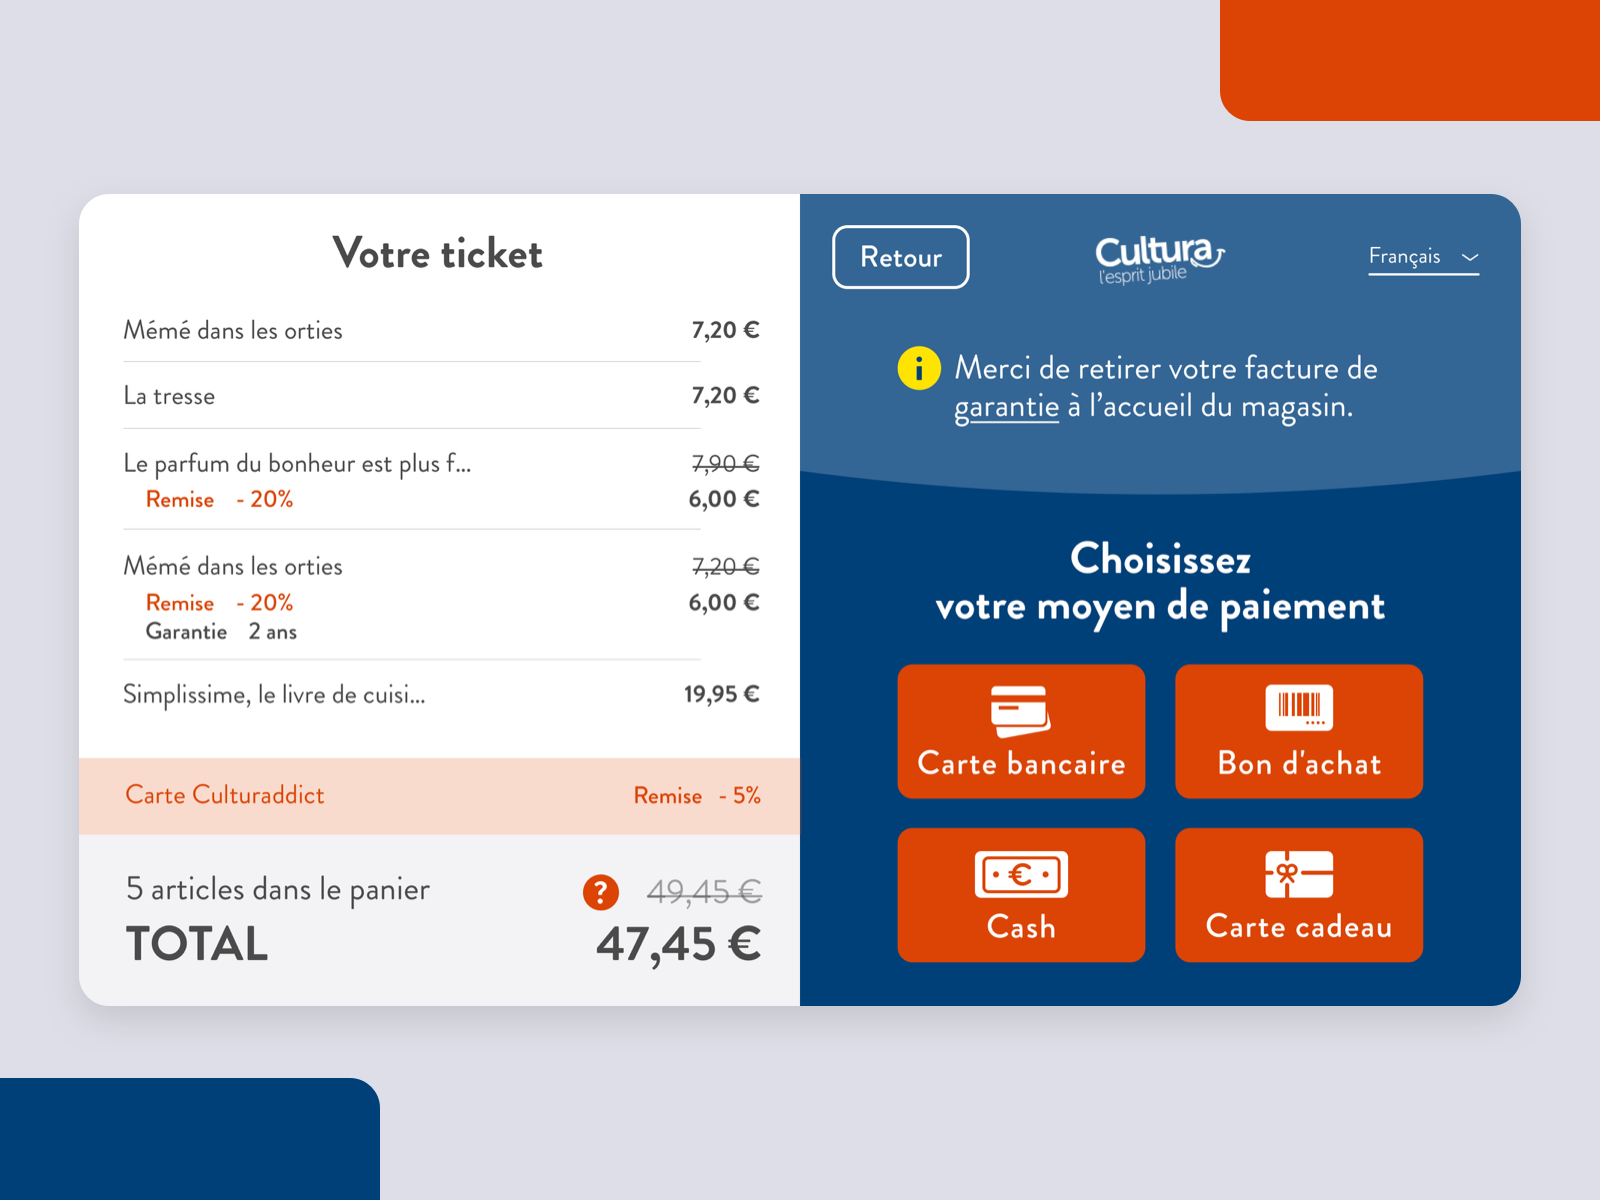 Votre ticket
Mémé dans les orties 7,20 €
La tresse 7,20 €
Le parfum du bonheur est plus f... 7,90 €
Remise - 20% 6,00 €
Mémé dans les orties 7,20 €
Remise - 20% 6,00 €
Garantie 2 ans
Simplissime, le livre de cuisi... 19,95 €
Carte Culturaddict Remise - 5%
5 articles dans le panier ? 49,45 €
TOTAL 47,45 €
Retour
Cultura
l'esprit jubile
Français
i Merci de retirer votre facture de
garantie à l’accueil du magasin.
Choisissez
votre moyen de paiement
Carte bancaire
Bon d'achat
€
Cash
Carte cadeau